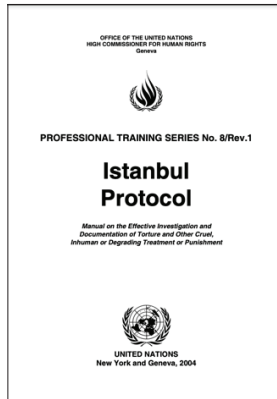 OFFICE OF THE UNITED NATIONS
HIGH COMMISSIONER FOR HUMAN RIGHTS
Geneva
PROFESSIONAL TRAINING SERIES No. 8/Rev.1
Istanbul
Protocol
Manual on the Effective Investigation and
Documentation of Torture and Other Cruel,
Inhuman or Degrading Treatment or Punishment
UNITED NATIONS
New York and Geneva, 2004